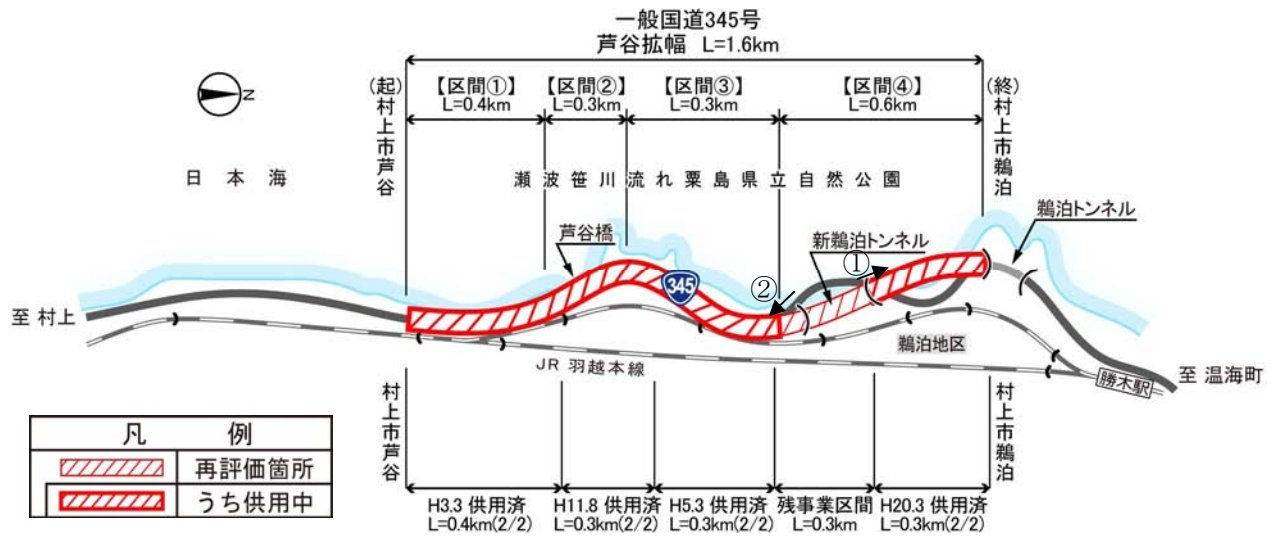 一般国道345号
芦谷拡幅 L=1.6km
【区間①】
L=0.4km
【区間②】
L=0.3km
【区間③】
L=0.3km
【区間④】
L=0.6km
(起)村上市芦谷
(終)村上市鵜泊
N
日本海
瀬波笹川流れ粟島県立自然公園
芦谷橋
345
新鵜泊トンネル
鵜泊トンネル
①
②
至 村上
鵜泊地区
JR 羽越本線
勝木駅
至 温海町
村上市芦谷
村上市鵜泊
H3.3 供用済
L=0.4km(2/2)
H11.8 供用済
L=0.3km(2/2)
H5.3 供用済
L=0.3km(2/2)
残事業区間
L=0.3km
H20.3 供用済
L=0.3km(2/2)
凡 例
再評価箇所
うち供用中